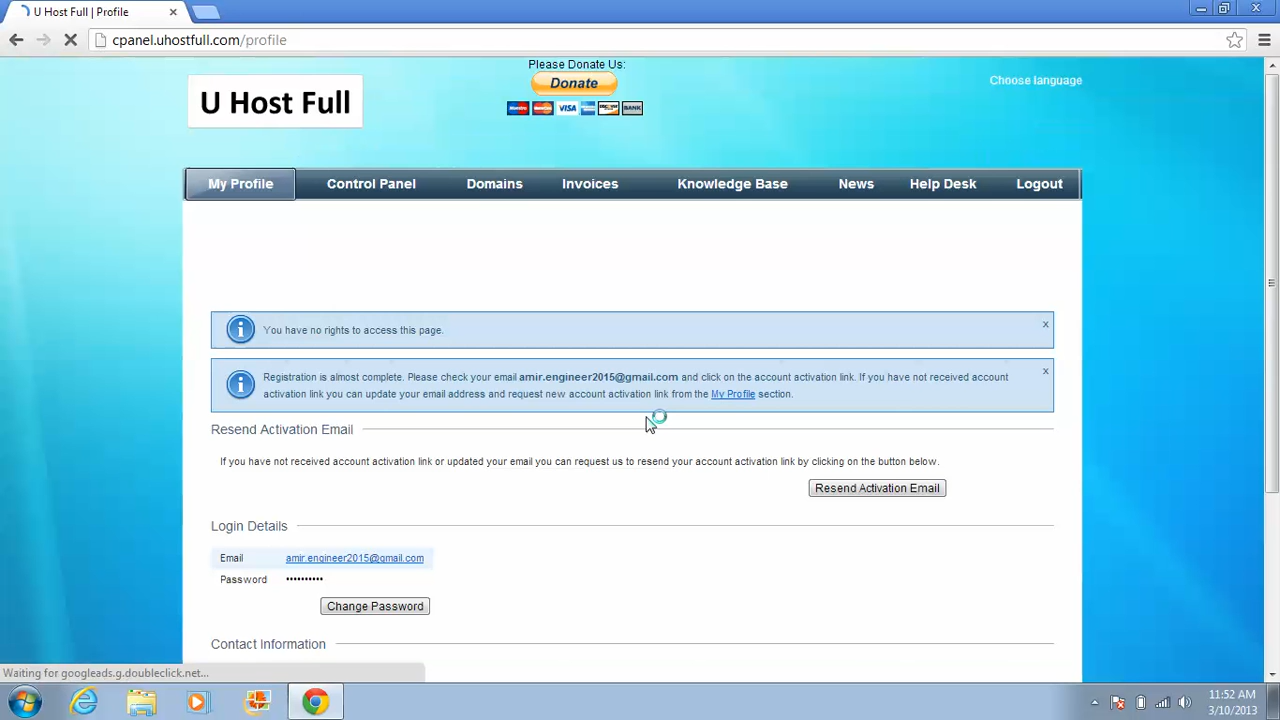 U Host Full | Profile
cpanel.uhostfull.com/profile
Please Donate Us:
Donate
VISA
BANK
Choose language
U Host Full
My Profile Control Panel Domains Invoices Knowledge Base News Help Desk Logout
You have no rights to access this page.
x
Registration is almost complete. Please check your email amir.engineer2015@gmail.com and click on the account activation link. If you have not received account
activation link you can update your email address and request new account activation link from the My Profile section.
x
Resend Activation Email
If you have not received account activation link or updated your email you can request us to resend your account activation link by clicking on the button below.
Resend Activation Email
Login Details
Email amir.engineer2015@gmail.com
Password ••••••••••
Change Password
Contact Information
Waiting for googleads.g.doubleclick.net...
11:52 AM
3/10/2013